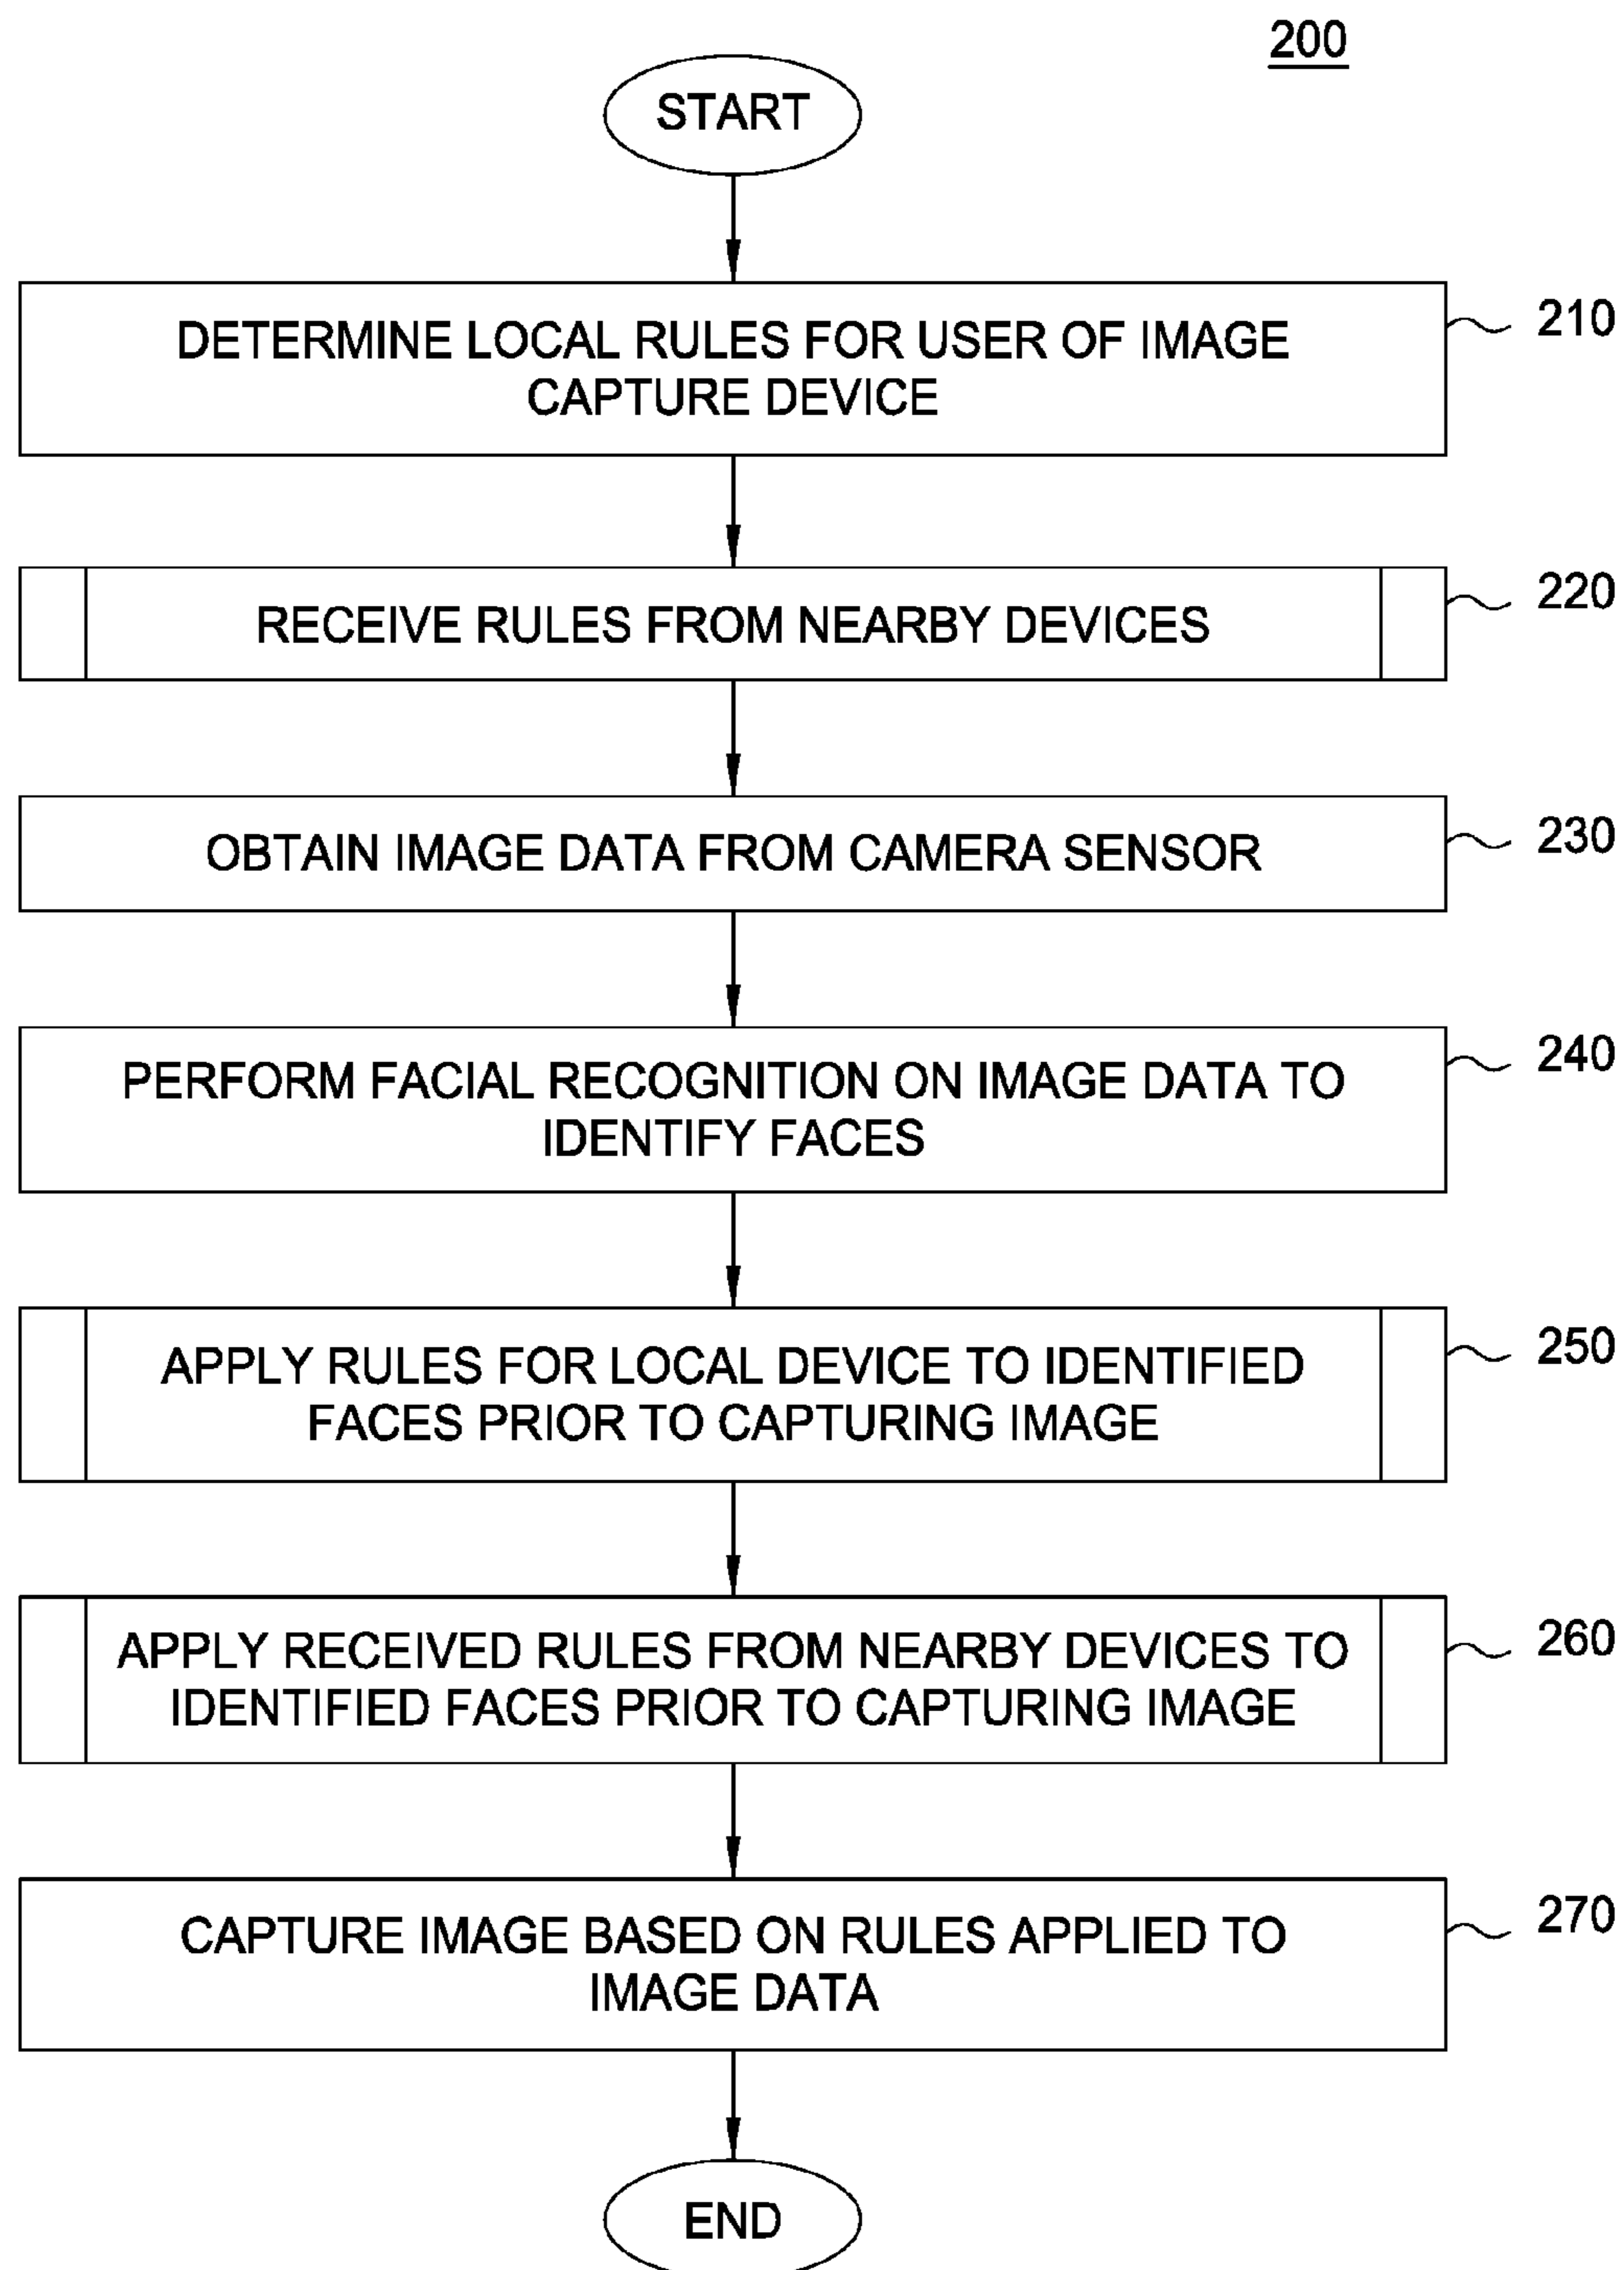 200
START
DETERMINE LOCAL RULES FOR USER OF IMAGE
CAPTURE DEVICE
210
RECEIVE RULES FROM NEARBY DEVICES
220
OBTAIN IMAGE DATA FROM CAMERA SENSOR
230
PERFORM FACIAL RECOGNITION ON IMAGE DATA TO
IDENTIFY FACES
240
APPLY RULES FOR LOCAL DEVICE TO IDENTIFIED
FACES PRIOR TO CAPTURING IMAGE
250
APPLY RECEIVED RULES FROM NEARBY DEVICES TO
IDENTIFIED FACES PRIOR TO CAPTURING IMAGE
260
CAPTURE IMAGE BASED ON RULES APPLIED TO
IMAGE DATA
270
END